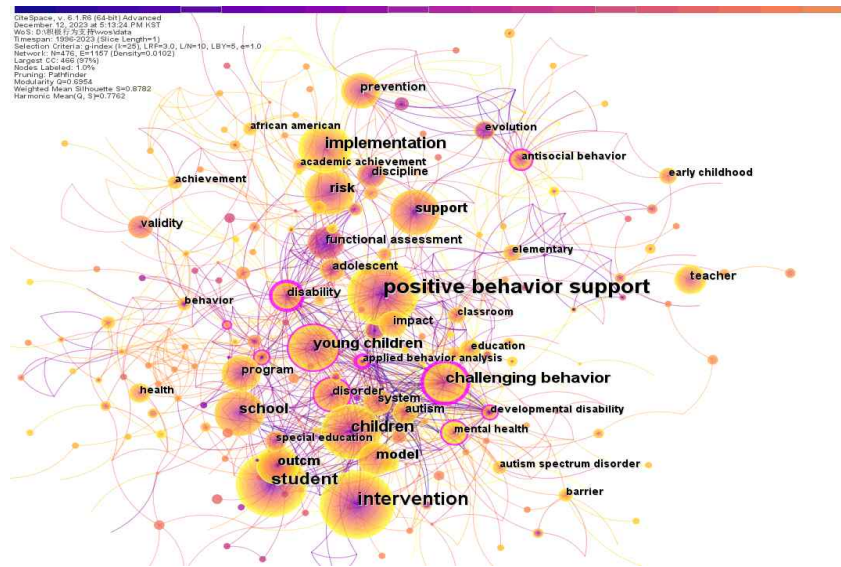 CiteSpace, v. 6.1.R6 (64-bit) Advanced
December 12, 2023 at 5:13:24 PM KST
WoS: D:\积极行为支持\wos\data
Timespan: 1996-2023 (Slice Length=1)
Selection Criteria: g-index (k=25), LRF=3.0, L/N=10, LBY=5, e=1.0
Network: N=476, E=1157 (Density=0.0102)
Largest CC: 466 (97%)
Nodes Labeled: 1.0%
Pruning: Pathfinder
Modularity Q=0.6954
Weighted Mean Silhouette S=0.8782
Harmonic Mean(Q, S)=0.7762
prevention
african american
evolution
implementation
antisocial behavior
academic achievement
discipline
early childhood
achievement
risk
support
validity
functional assessment
elementary
adolescent
teacher
positive behavior support
disability
behavior
classroom
impact
young children
education
applied behavior analysis
program
challenging behavior
health
disorder
system
school
autism
developmental disability
children
mental health
special education
model
outcm
autism spectrum disorder
student
barrier
intervention